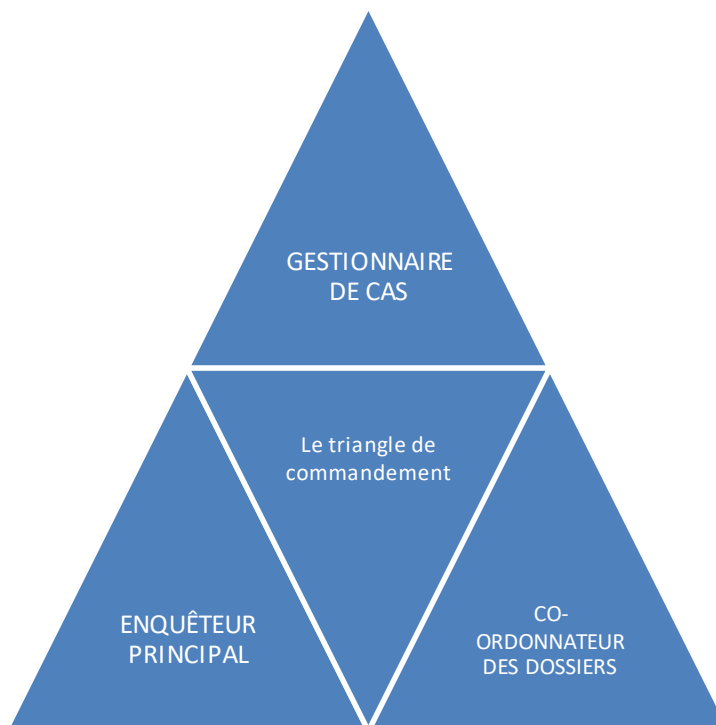 GESTIONNAIRE
DE CAS
Le triangle de
commandement
ENQUÊTEUR
PRINCIPAL
CO-
ORDONNATEUR
DES DOSSIERS